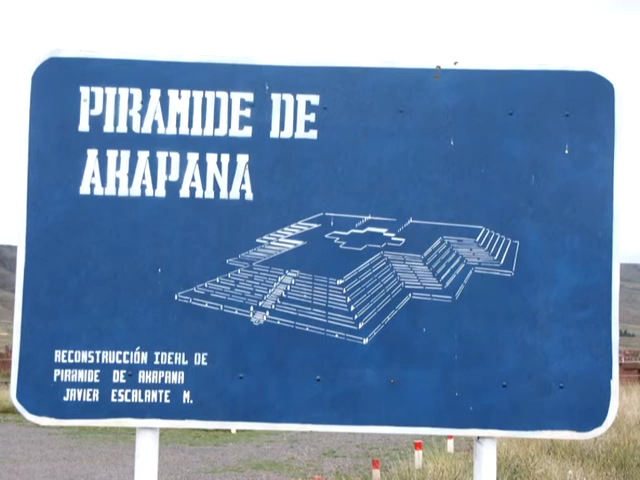 PIRAMIDE DE
AKAPANA
RECONSTRUCCIÓN IDEAL DE
PIRAMIDE DE AKAPANA
JAVIER ESCALANTE M.